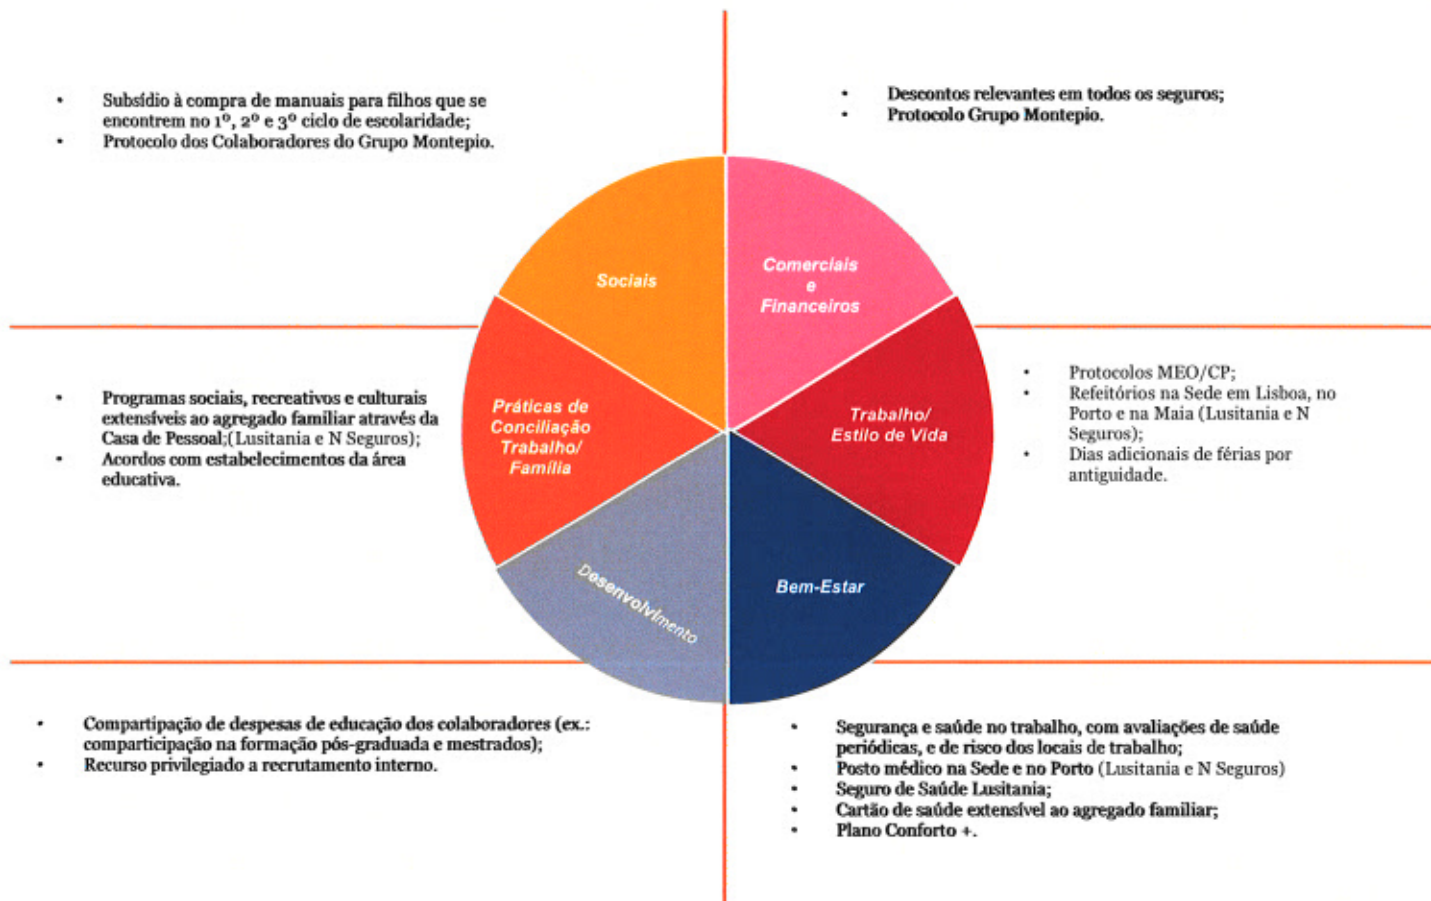 • Subsídio à compra de manuais para filhos que se
encontrem no 1º, 2º e 3º ciclo de escolaridade;
• Protocolo dos Colaboradores do Grupo Montepio.
• Descontos relevantes em todos os seguros;
• Protocolo Grupo Montepio.
Sociais
Comerciais
e
Financeiros
• Programas sociais, recreativos e culturais
extensíveis ao agregado familiar através da
Casa de Pessoal;(Lusitania e N Seguros);
• Acordos com estabelecimentos da área
educativa.
Práticas de
Conciliação
Trabalho/
Família
Trabalho/
Estilo de Vida
• Protocolos MEO/CP;
• Refeitórios na Sede em Lisboa, no
Porto e na Maia (Lusitania e N
Seguros);
• Dias adicionais de férias por
antiguidade.
Desenvolvimento
Bem-Estar
• Compartipação de despesas de educação dos colaboradores (ex.:
comparticipação na formação pós-graduada e mestrados);
• Recurso privilegiado a recrutamento interno.
• Segurança e saúde no trabalho, com avaliações de saúde
periódicas, e de risco dos locais de trabalho;
• Posto médico na Sede e no Porto (Lusitania e N Seguros)
• Seguro de Saúde Lusitania;
• Cartão de saúde extensível ao agregado familiar;
• Plano Conforto +.